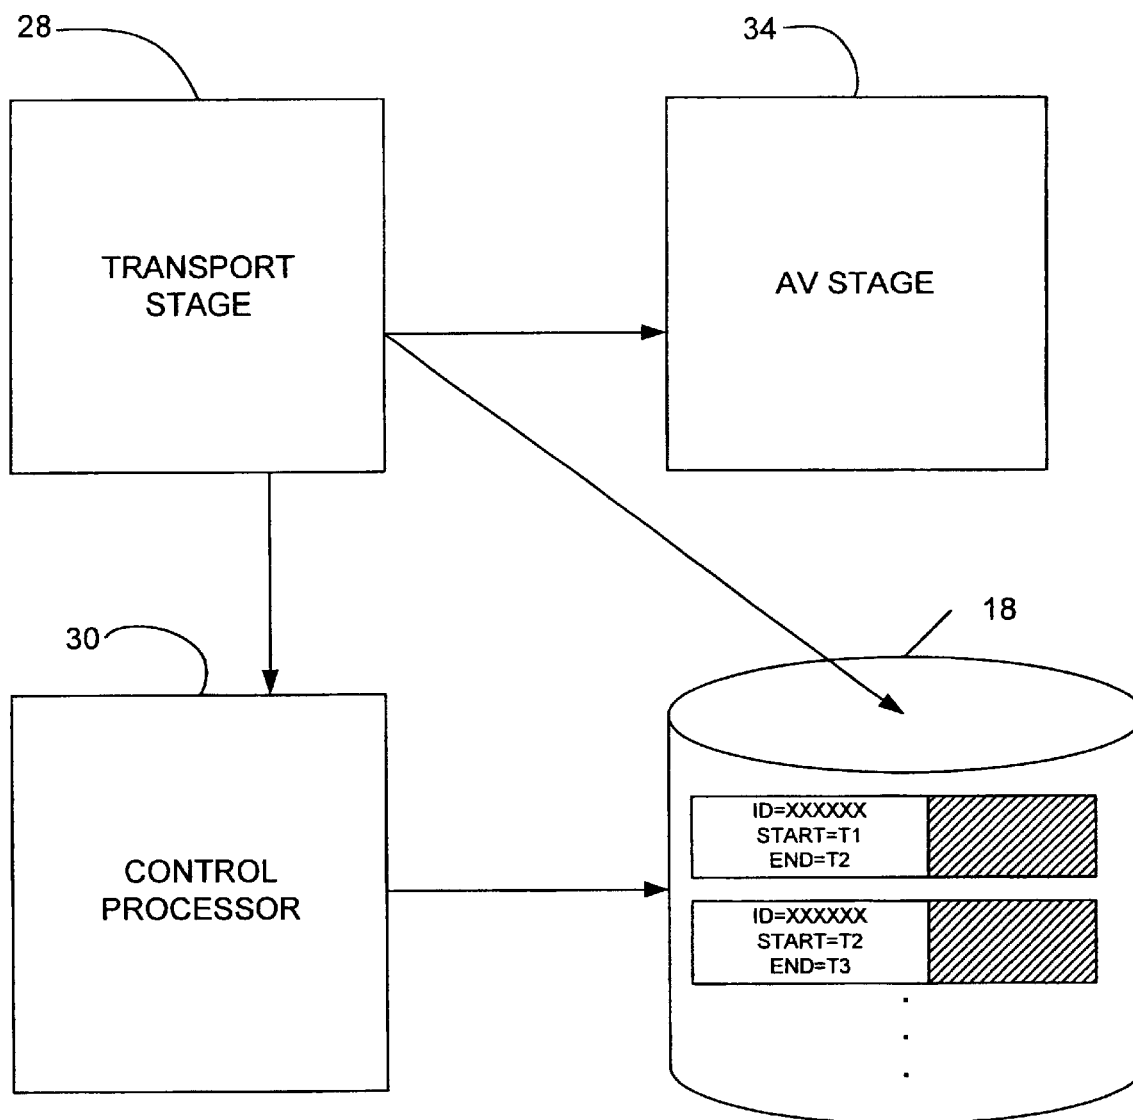 28
34
TRANSPORT
STAGE
AV STAGE
30
18
CONTROL
PROCESSOR
ID=XXXXXX
START=T1
END=T2
ID=XXXXXX
START=T2
END=T3